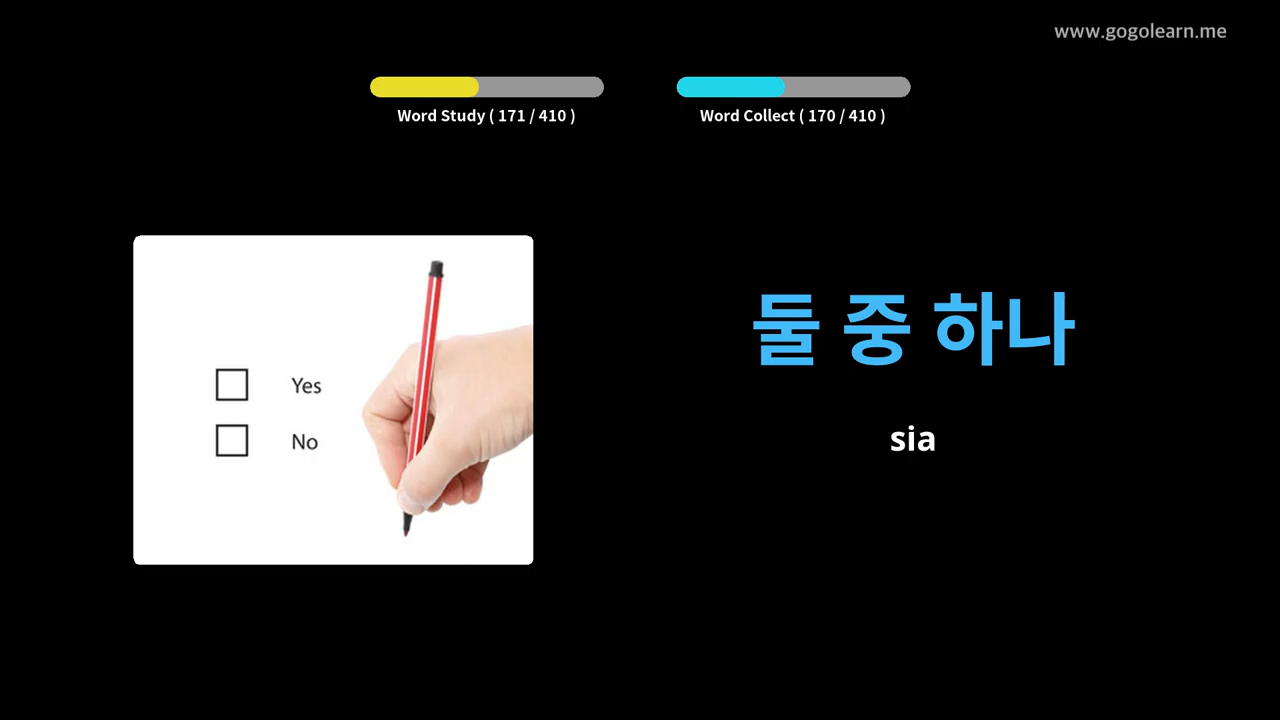 www.gogolearn.me
Word Study ( 171 / 410 )
Word Collect ( 170 / 410 )
Yes
No
둘 중 하나
sia